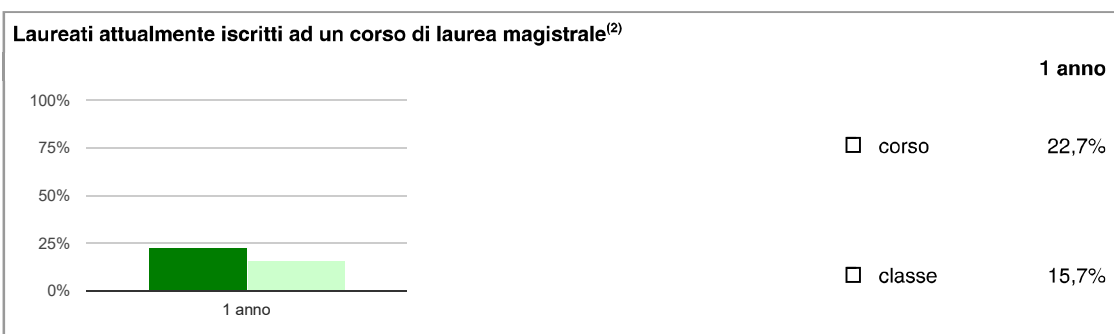 Laureati attualmente iscritti ad un corso di laurea magistrale(2)
1 anno
100%
75%
corso 22,7%
50%
25%
classe 15,7%
0%
1 anno